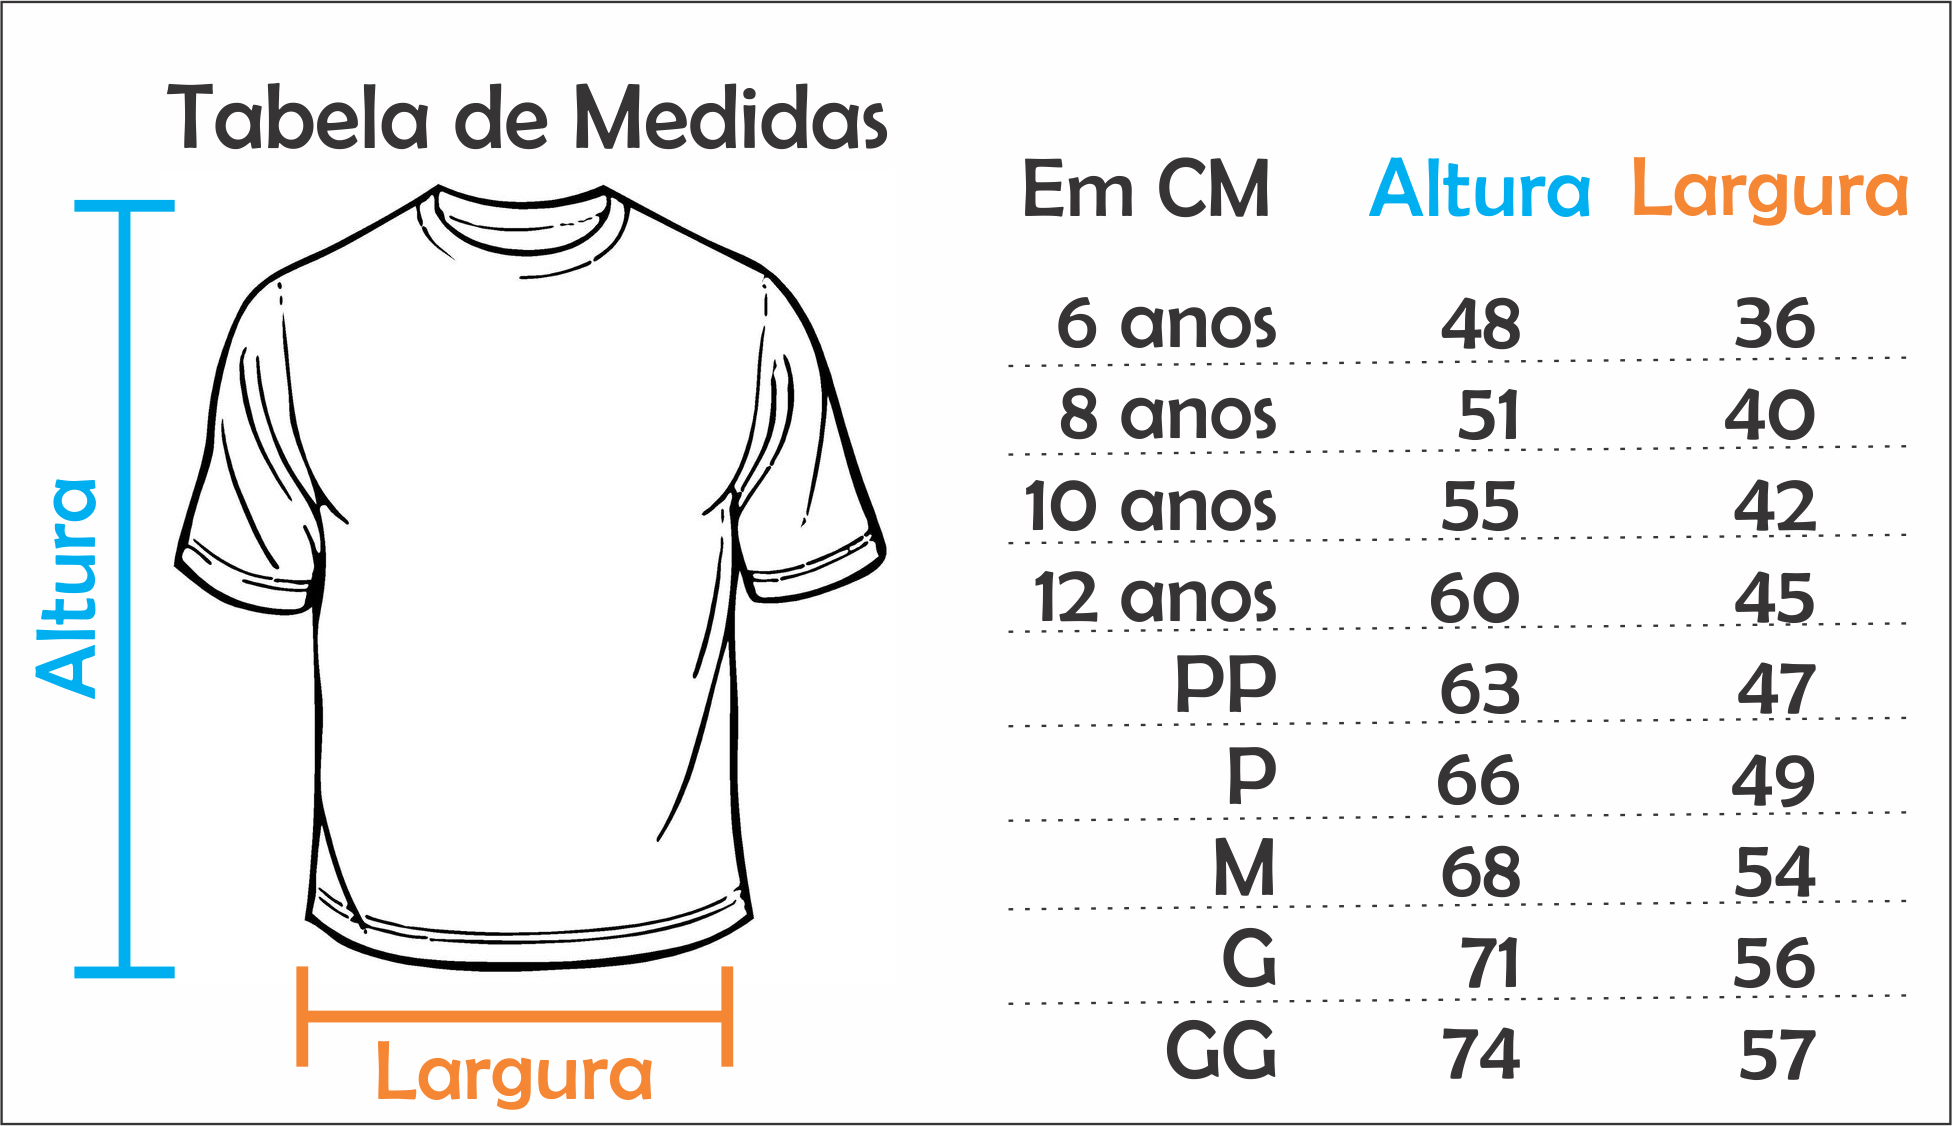 Tabela de Medidas
Altura
Largura
Em CM Altura Largura
6 anos 48 36
8 anos 51 40
10 anos 55 42
12 anos 60 45
PP 63 47
P 66 49
M 68 54
G 71 56
GG 74 57